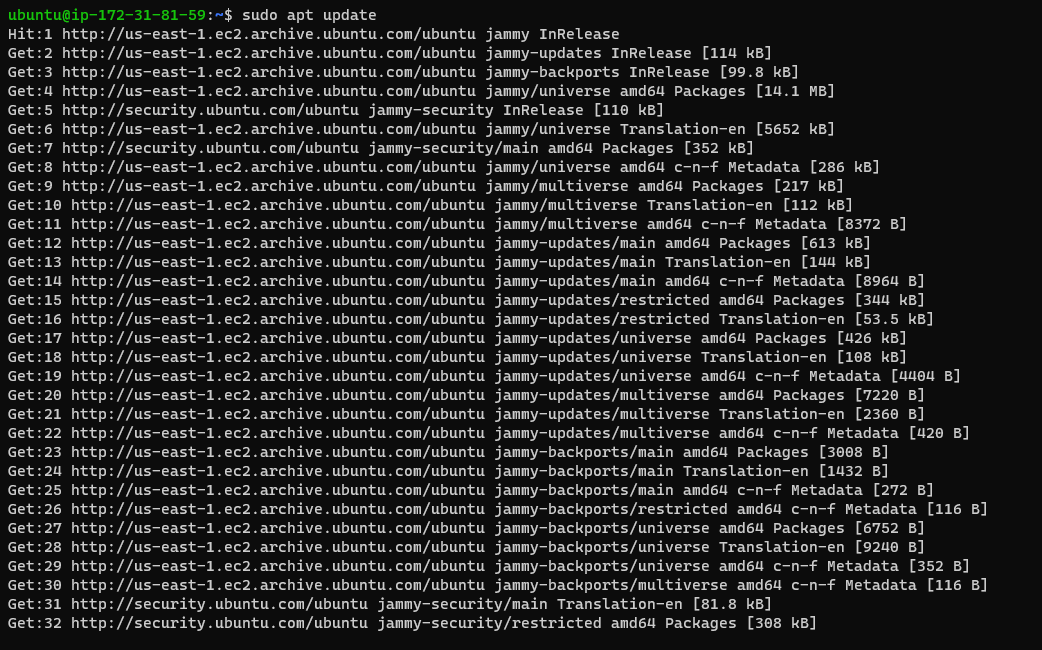 ubuntu@ip-172-31-81-59:~$ sudo apt update
Hit:1 http://us-east-1.ec2.archive.ubuntu.com/ubuntu jammy InRelease
Get:2 http://us-east-1.ec2.archive.ubuntu.com/ubuntu jammy-updates InRelease [114 kB]
Get:3 http://us-east-1.ec2.archive.ubuntu.com/ubuntu jammy-backports InRelease [99.8 kB]
Get:4 http://us-east-1.ec2.archive.ubuntu.com/ubuntu jammy/universe amd64 Packages [14.1 MB]
Get:5 http://security.ubuntu.com/ubuntu jammy-security InRelease [110 kB]
Get:6 http://us-east-1.ec2.archive.ubuntu.com/ubuntu jammy/universe Translation-en [5652 kB]
Get:7 http://security.ubuntu.com/ubuntu jammy-security/main amd64 Packages [352 kB]
Get:8 http://us-east-1.ec2.archive.ubuntu.com/ubuntu jammy/universe amd64 c-n-f Metadata [286 kB]
Get:9 http://us-east-1.ec2.archive.ubuntu.com/ubuntu jammy/multiverse amd64 Packages [217 kB]
Get:10 http://us-east-1.ec2.archive.ubuntu.com/ubuntu jammy/multiverse Translation-en [112 kB]
Get:11 http://us-east-1.ec2.archive.ubuntu.com/ubuntu jammy/multiverse amd64 c-n-f Metadata [8372 B]
Get:12 http://us-east-1.ec2.archive.ubuntu.com/ubuntu jammy-updates/main amd64 Packages [613 kB]
Get:13 http://us-east-1.ec2.archive.ubuntu.com/ubuntu jammy-updates/main Translation-en [144 kB]
Get:14 http://us-east-1.ec2.archive.ubuntu.com/ubuntu jammy-updates/main amd64 c-n-f Metadata [8964 B]
Get:15 http://us-east-1.ec2.archive.ubuntu.com/ubuntu jammy-updates/restricted amd64 Packages [344 kB]
Get:16 http://us-east-1.ec2.archive.ubuntu.com/ubuntu jammy-updates/restricted Translation-en [53.5 kB]
Get:17 http://us-east-1.ec2.archive.ubuntu.com/ubuntu jammy-updates/universe amd64 Packages [426 kB]
Get:18 http://us-east-1.ec2.archive.ubuntu.com/ubuntu jammy-updates/universe Translation-en [108 kB]
Get:19 http://us-east-1.ec2.archive.ubuntu.com/ubuntu jammy-updates/universe amd64 c-n-f Metadata [4404 B]
Get:20 http://us-east-1.ec2.archive.ubuntu.com/ubuntu jammy-updates/multiverse amd64 Packages [7220 B]
Get:21 http://us-east-1.ec2.archive.ubuntu.com/ubuntu jammy-updates/multiverse Translation-en [2360 B]
Get:22 http://us-east-1.ec2.archive.ubuntu.com/ubuntu jammy-updates/multiverse amd64 c-n-f Metadata [420 B]
Get:23 http://us-east-1.ec2.archive.ubuntu.com/ubuntu jammy-backports/main amd64 Packages [3008 B]
Get:24 http://us-east-1.ec2.archive.ubuntu.com/ubuntu jammy-backports/main Translation-en [1432 B]
Get:25 http://us-east-1.ec2.archive.ubuntu.com/ubuntu jammy-backports/main amd64 c-n-f Metadata [272 B]
Get:26 http://us-east-1.ec2.archive.ubuntu.com/ubuntu jammy-backports/restricted amd64 c-n-f Metadata [116 B]
Get:27 http://us-east-1.ec2.archive.ubuntu.com/ubuntu jammy-backports/universe amd64 Packages [6752 B]
Get:28 http://us-east-1.ec2.archive.ubuntu.com/ubuntu jammy-backports/universe Translation-en [9240 B]
Get:29 http://us-east-1.ec2.archive.ubuntu.com/ubuntu jammy-backports/universe amd64 c-n-f Metadata [352 B]
Get:30 http://us-east-1.ec2.archive.ubuntu.com/ubuntu jammy-backports/multiverse amd64 c-n-f Metadata [116 B]
Get:31 http://security.ubuntu.com/ubuntu jammy-security/main Translation-en [81.8 kB]
Get:32 http://security.ubuntu.com/ubuntu jammy-security/restricted amd64 Packages [308 kB]